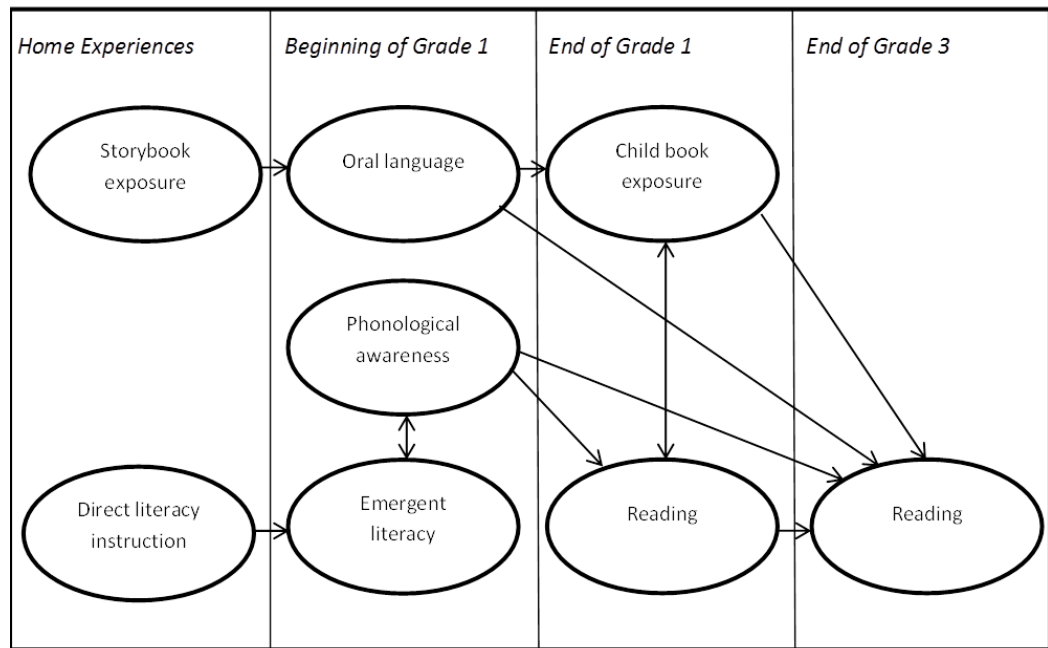 Home Experiences
Beginning of Grade 1
End of Grade 1
End of Grade 3
Storybook
exposure
Oral language
Child book
exposure
Phonological
awareness
Direct literacy
instruction
Emergent
literacy
Reading
Reading